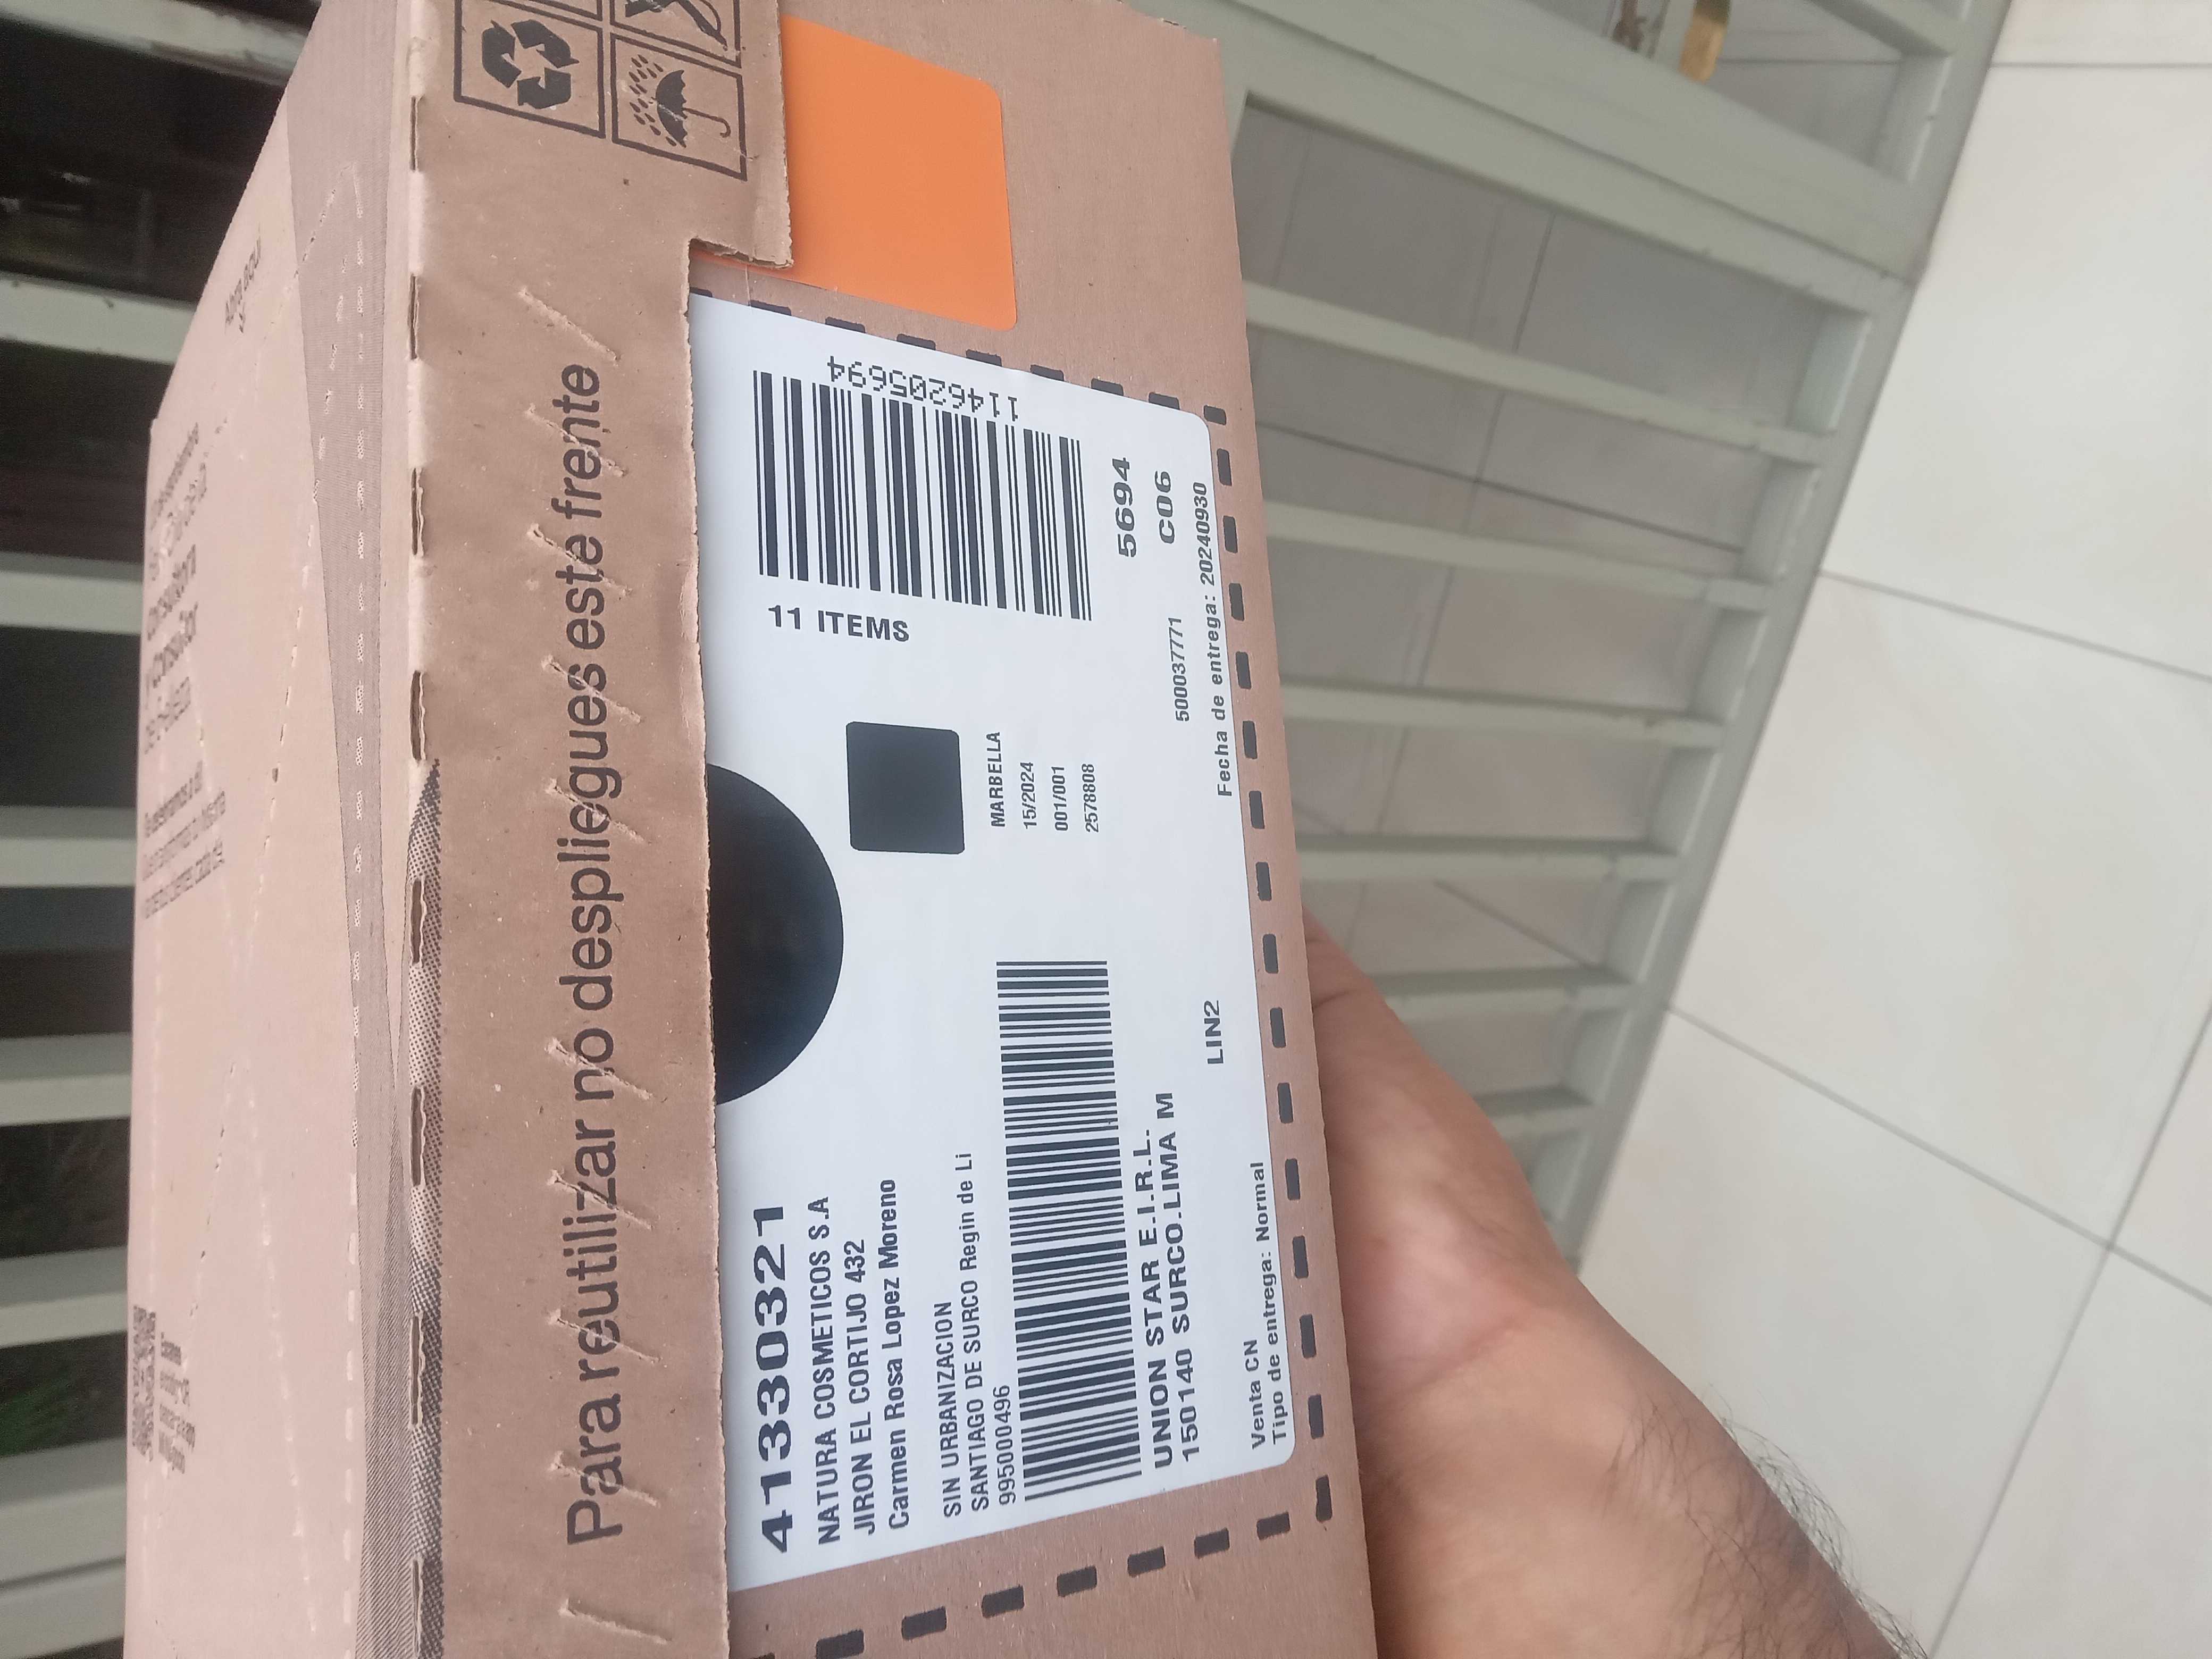 Para reutilizar no despliegues este frente
41330321
NATURA COSMETICOS S.A
JIRON EL CORTIJO 432
Carmen Rosa Lopez Moreno
SIN URBANIZACION
SANTIAGO DE SURCO Regin de Li
995000496
UNION STAR E.I.R.L.
150140 SURCO.LIMA M
LIN2
Venta CN
Tipo de entrega: Normal
MARBELLA
15/2024
001/001
2578808
11 ITEMS
1146205694
5694
C06
500037771
Fecha de entrega: 20240930